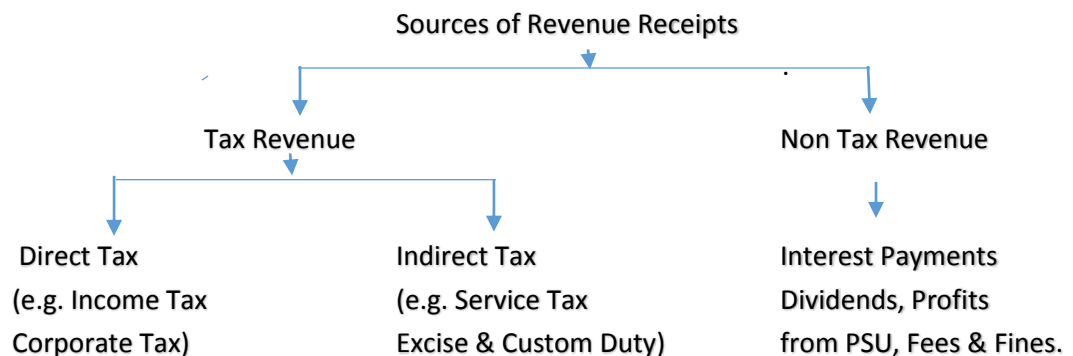 Sources of Revenue Receipts
Tax Revenue
Non Tax Revenue
Direct Tax
(e.g. Income Tax
Corporate Tax)
Indirect Tax
(e.g. Service Tax
Excise & Custom Duty)
Interest Payments
Dividends, Profits
from PSU, Fees & Fines.